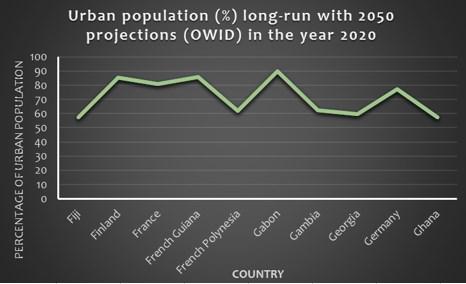 Urban population (%) long-run with 2050
projections (OWID) in the year 2020
PERCENTAGE OF URBAN POPULATION
100
90
80
70
60
50
40
30
20
10
0
Fiji
Finland
France
French Guiana
French Polynesia
Gabon
Gambia
Georgia
Germany
Ghana
COUNTRY